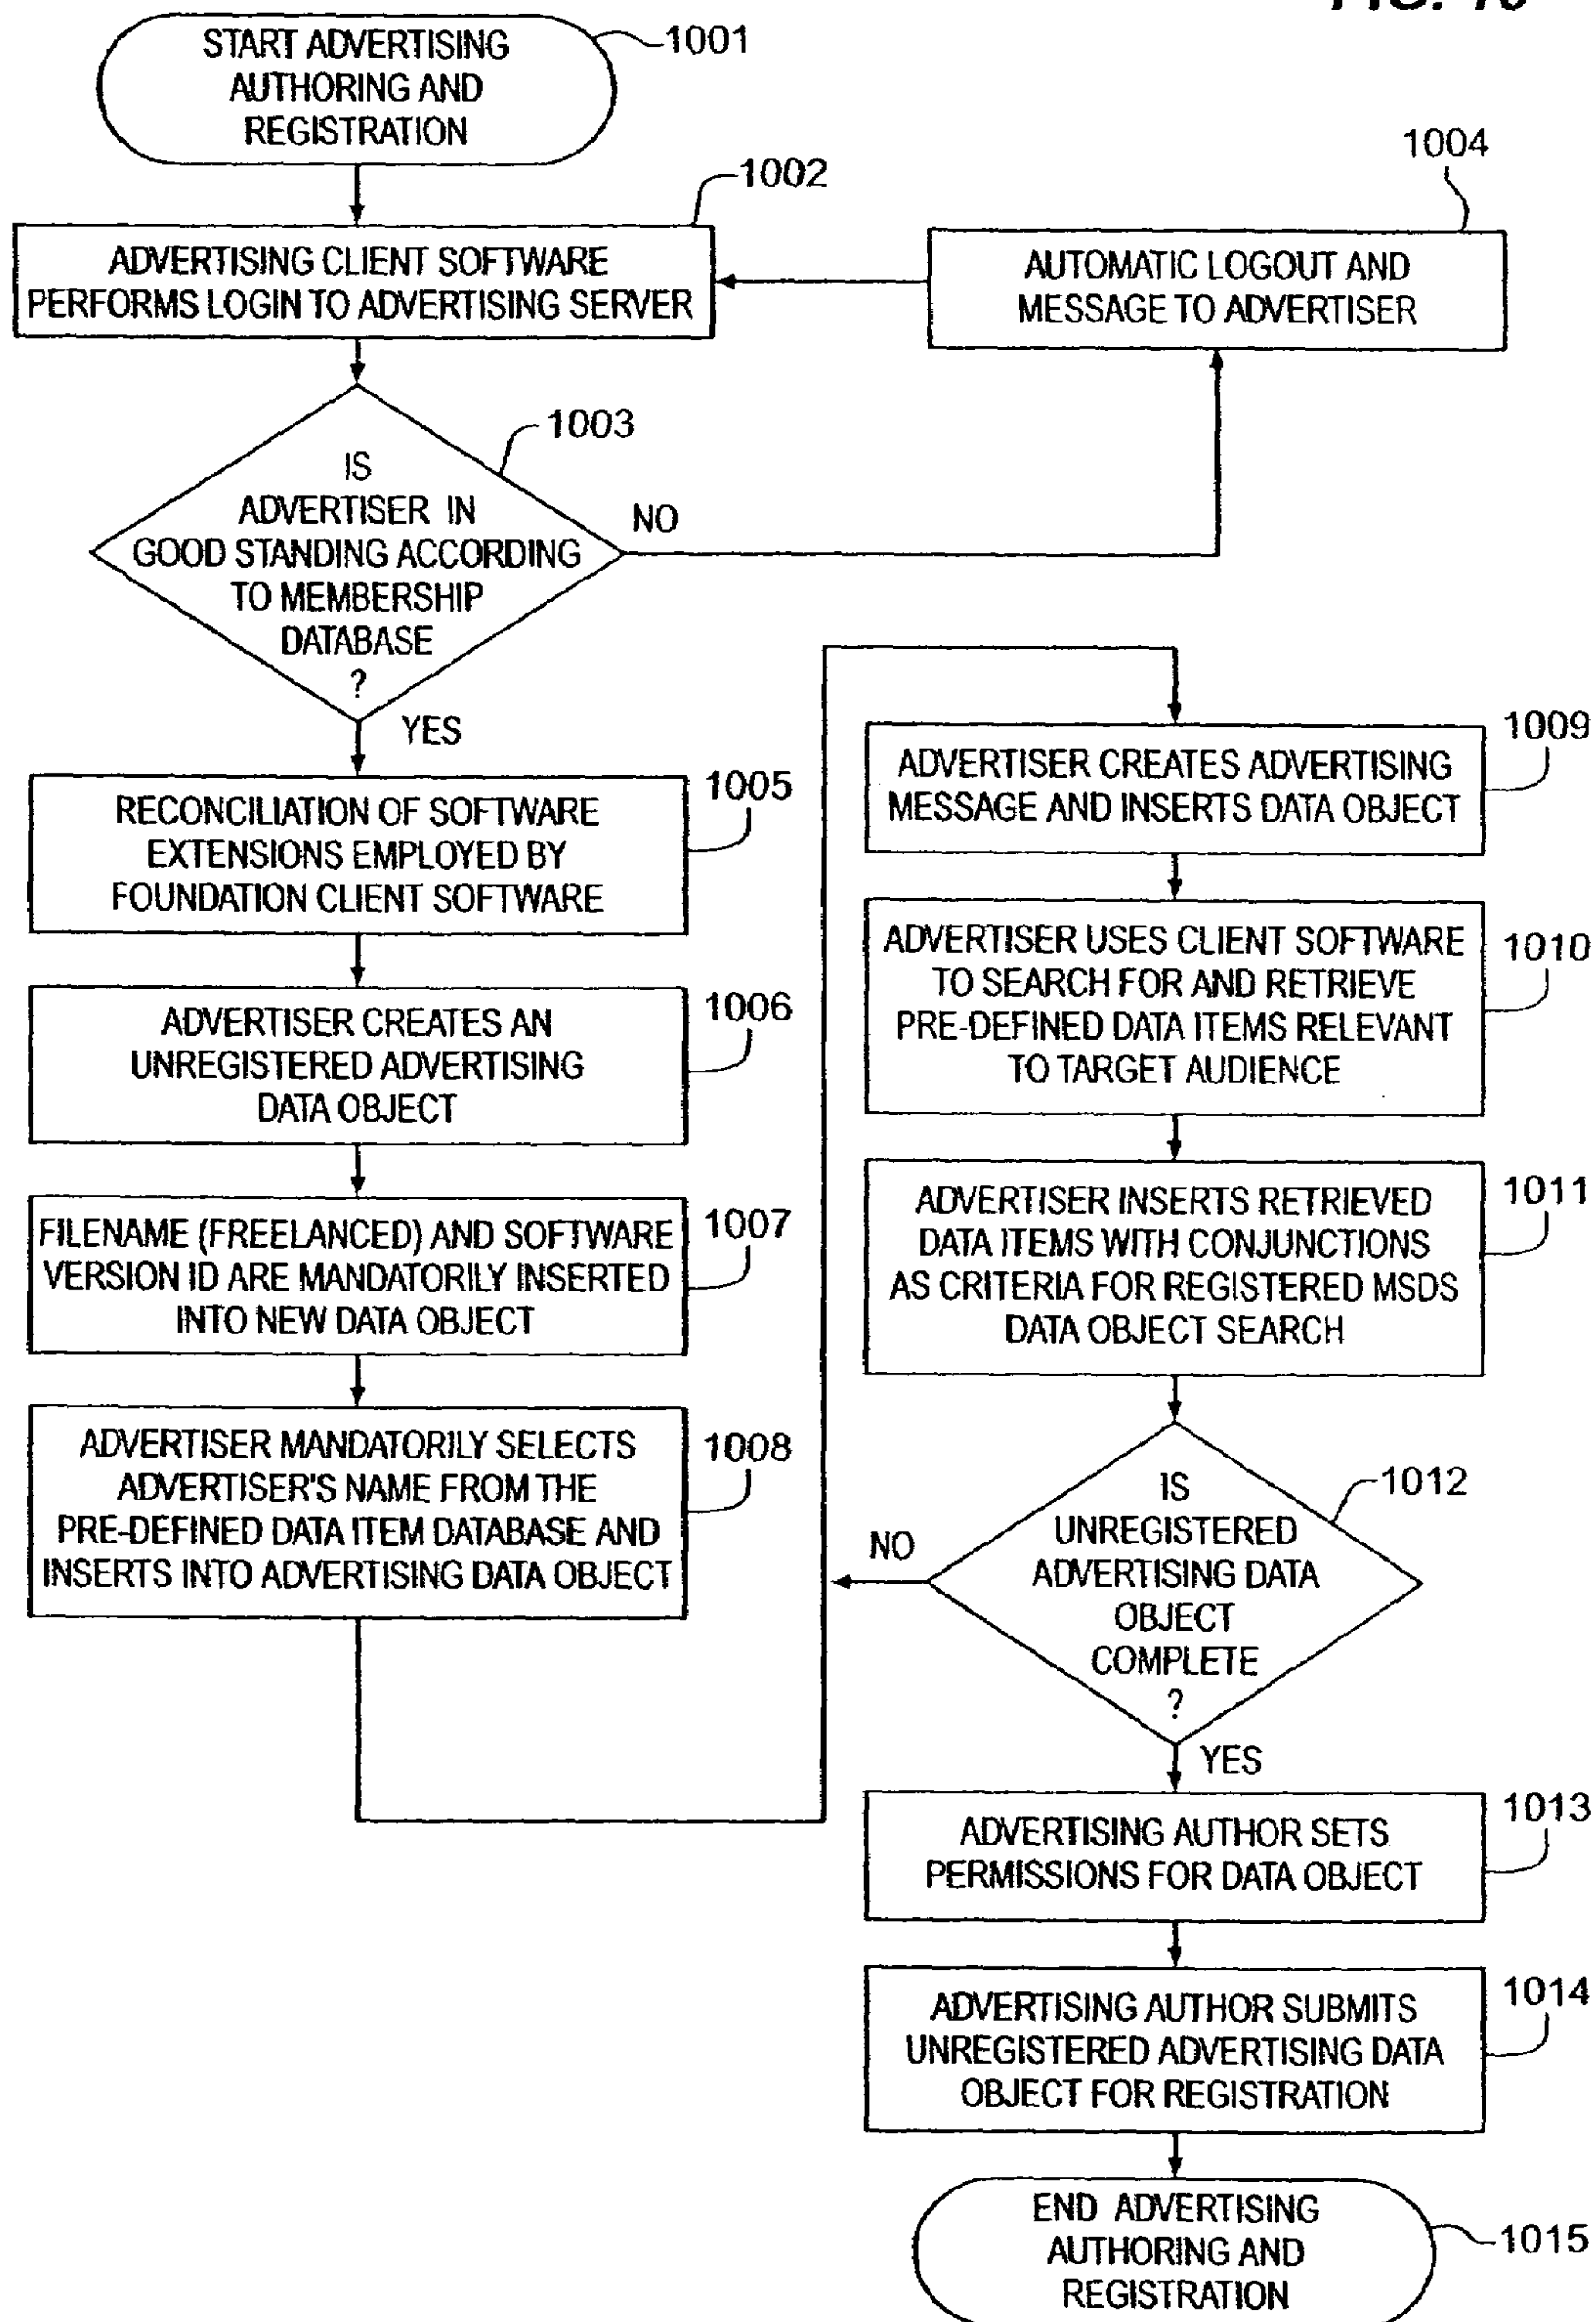 START ADVERTISING
AUTHORING AND
REGISTRATION
1001
1002
ADVERTISING CLIENT SOFTWARE
PERFORMS LOGIN TO ADVERTISING SERVER
1004
AUTOMATIC LOGOUT AND
MESSAGE TO ADVERTISER
1003
IS
ADVERTISER IN
GOOD STANDING ACCORDING
TO MEMBERSHIP
DATABASE
?
NO
YES
1005
RECONCILIATION OF SOFTWARE
EXTENSIONS EMPLOYED BY
FOUNDATION CLIENT SOFTWARE
1006
ADVERTISER CREATES AN
UNREGISTERED ADVERTISING
DATA OBJECT
1007
FILENAME (FREELANCED) AND SOFTWARE
VERSION ID ARE MANDATORILY INSERTED
INTO NEW DATA OBJECT
1008
ADVERTISER MANDATORILY SELECTS
ADVERTISER'S NAME FROM THE
PRE-DEFINED DATA ITEM DATABASE AND
INSERTS INTO ADVERTISING DATA OBJECT
1009
ADVERTISER CREATES ADVERTISING
MESSAGE AND INSERTS DATA OBJECT
1010
ADVERTISER USES CLIENT SOFTWARE
TO SEARCH FOR AND RETRIEVE
PRE-DEFINED DATA ITEMS RELEVANT
TO TARGET AUDIENCE
1011
ADVERTISER INSERTS RETRIEVED
DATA ITEMS WITH CONJUNCTIONS
AS CRITERIA FOR REGISTERED MSDS
DATA OBJECT SEARCH
1012
IS
UNREGISTERED
ADVERTISING DATA
OBJECT
COMPLETE
?
NO
YES
1013
ADVERTISING AUTHOR SETS
PERMISSIONS FOR DATA OBJECT
1014
ADVERTISING AUTHOR SUBMITS
UNREGISTERED ADVERTISING DATA
OBJECT FOR REGISTRATION
END ADVERTISING
AUTHORING AND
REGISTRATION
1015